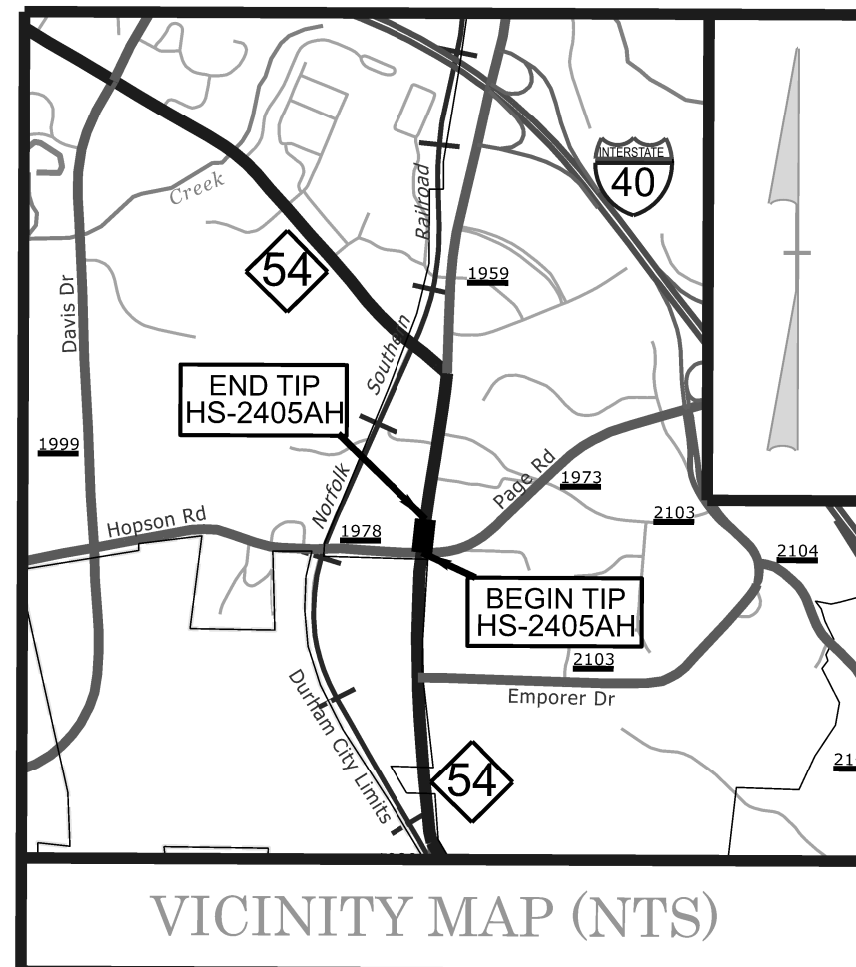 INTERSTATE
40
Creek
Railroad
54
1959
Davis Dr
Southern
END TIP
HS-2405AH
1999
Page Rd
1973
Norfolk
Hopson Rd
1978
2103
2104
BEGIN TIP
HS-2405AH
2103
Emporer Dr
Durham City Limits
54
VICINITY MAP (NTS)